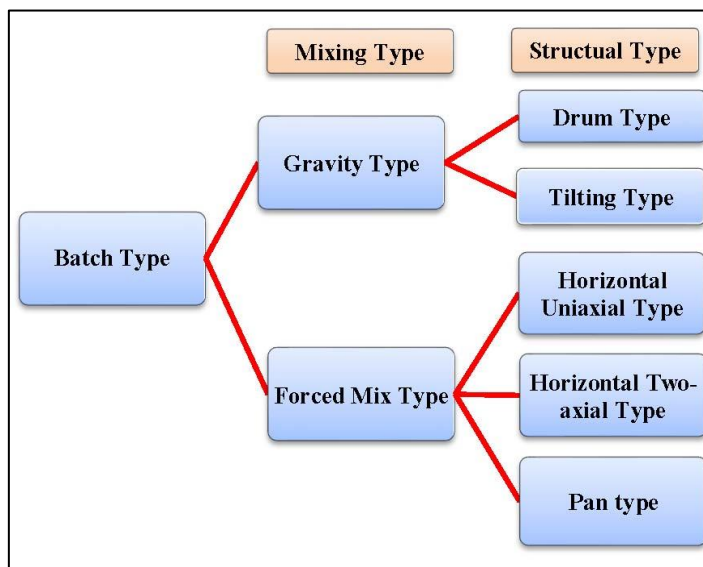 Mixing Type
Structual Type
Batch Type
Gravity Type
Drum Type
Tilting Type
Forced Mix Type
Horizontal
Uniaxial Type
Horizontal Two-
axial Type
Pan type